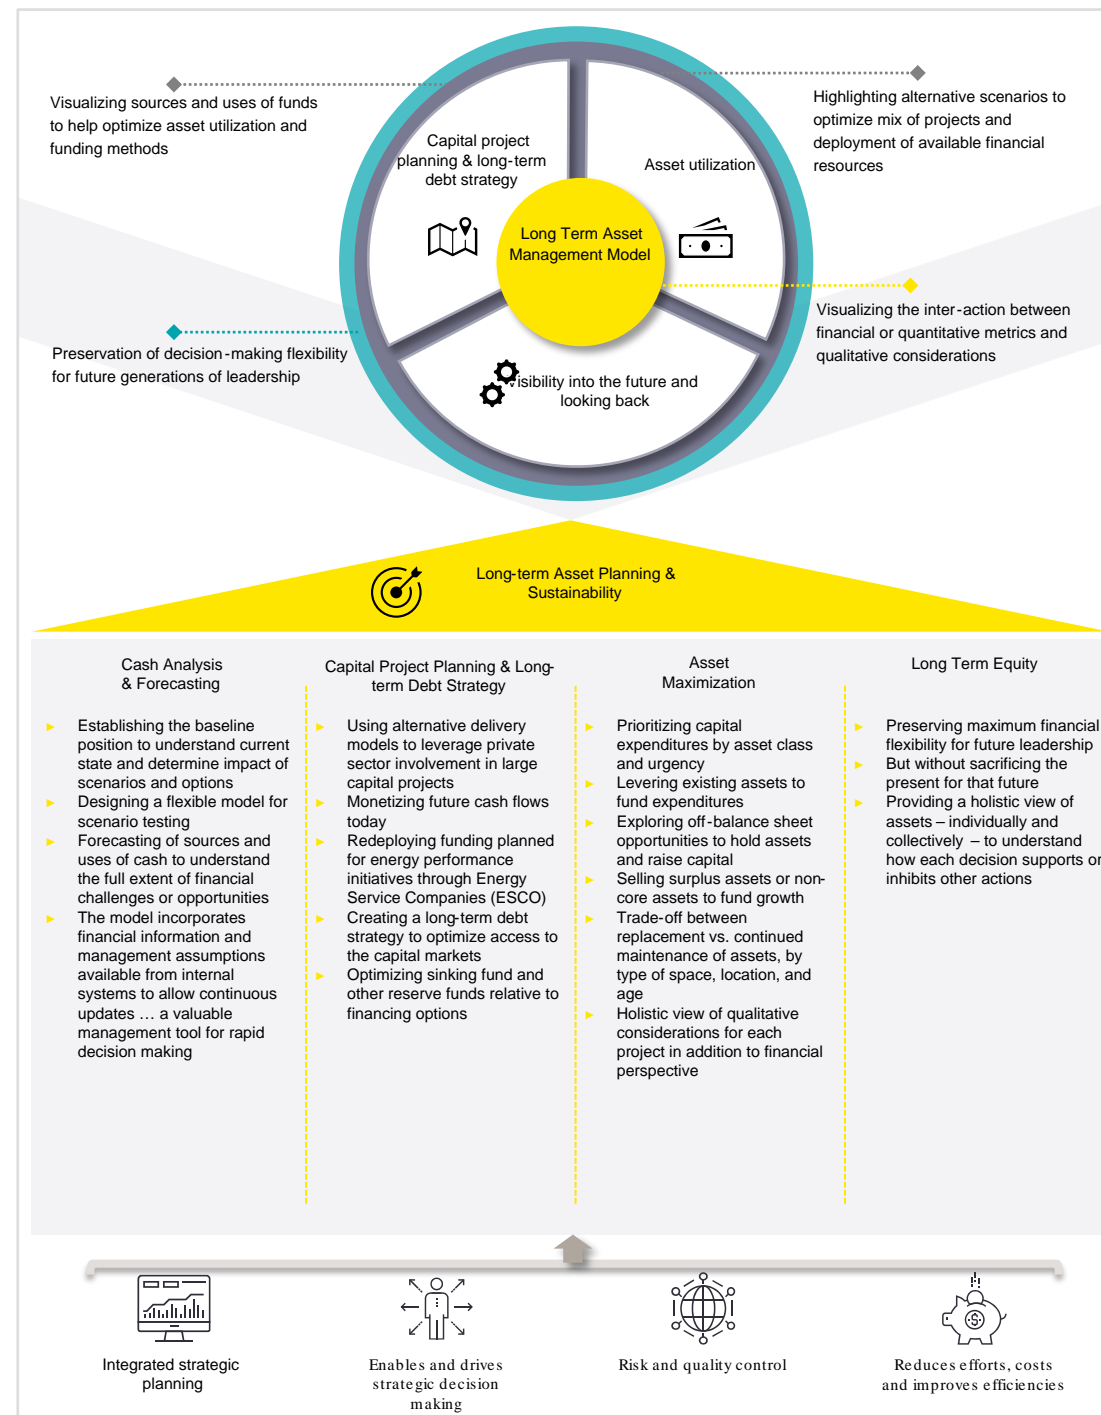 Visualizing sources and uses of funds
to help optimize asset utilization and
funding methods
Highlighting alternative scenarios to
optimize mix of projects and
deployment of available financial
resources
Capital project
planning & long-term
debt strategy
Asset utilization
Long Term Asset
Management Model
Visualizing the inter-action between
financial or quantitative metrics and
qualitative considerations
Preservation of decision-making flexibility
for future generations of leadership
Visibility into the future and
looking back
Long-term Asset Planning &
Sustainability
Cash Analysis
& Forecasting
► Establishing the baseline
position to understand current
state and determine impact of
scenarios and options
► Designing a flexible model for
scenario testing
► Forecasting of sources and
uses of cash to understand
the full extent of financial
challenges or opportunities
► The model incorporates
financial information and
management assumptions
available from internal
systems to allow continuous
updates … a valuable
management tool for rapid
decision making
Capital Project Planning & Long-
term Debt Strategy
► Using alternative delivery
models to leverage private
sector involvement in large
capital projects
► Monetizing future cash flows
today
► Redeploying funding planned
for energy performance
initiatives through Energy
Service Companies (ESCO)
► Creating a long-term debt
strategy to optimize access to
the capital markets
► Optimizing sinking fund and
other reserve funds relative to
financing options
Asset
Maximization
► Prioritizing capital
expenditures by asset class
and urgency
► Levering existing assets to
fund expenditures
► Exploring off-balance sheet
opportunities to hold assets
and raise capital
► Selling surplus assets or non-
core assets to fund growth
► Trade-off between
replacement vs. continued
maintenance of assets, by
type of space, location, and
age
► Holistic view of qualitative
considerations for each
project in addition to financial
perspective
Long Term Equity
► Preserving maximum financial
flexibility for future leadership
► But without sacrificing the
present for that future
► Providing a holistic view of
assets – individually and
collectively – to understand
how each decision supports or
inhibits other actions
Integrated strategic
planning
Enables and drives
strategic decision
making
Risk and quality control
Reduces efforts, costs
and improves efficiencies